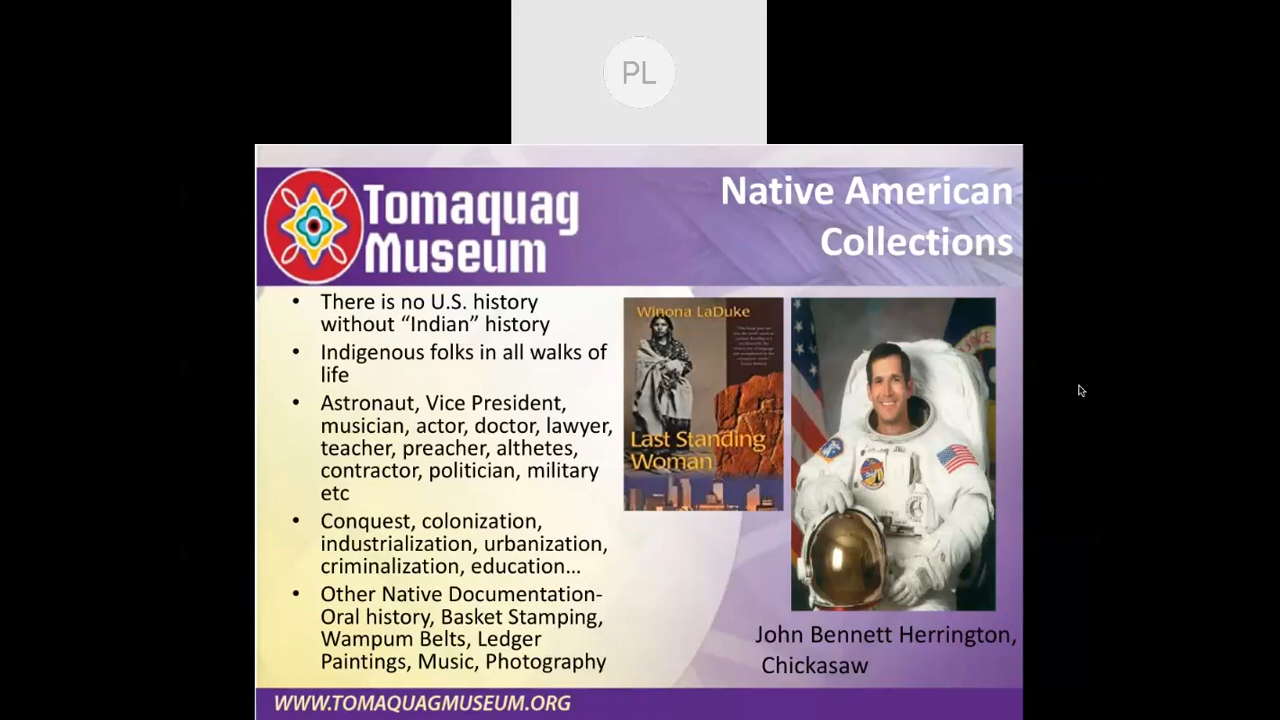 PL
Tomaquag
Museum
Native American
Collections
• There is no U.S. history
without “Indian” history
• Indigenous folks in all walks of
life
• Astronaut, Vice President,
musician, actor, doctor, lawyer,
teacher, preacher, althetes,
contractor, politician, military
etc
• Conquest, colonization,
industrialization, urbanization,
criminalization, education...
• Other Native Documentation-
Oral history, Basket Stamping,
Wampum Belts, Ledger
Paintings, Music, Photography
Winona LaDuke
Last Standing
Woman
John Bennett Herrington,
Chickasaw
WWW.TOMAQUAGMUSEUM.ORG